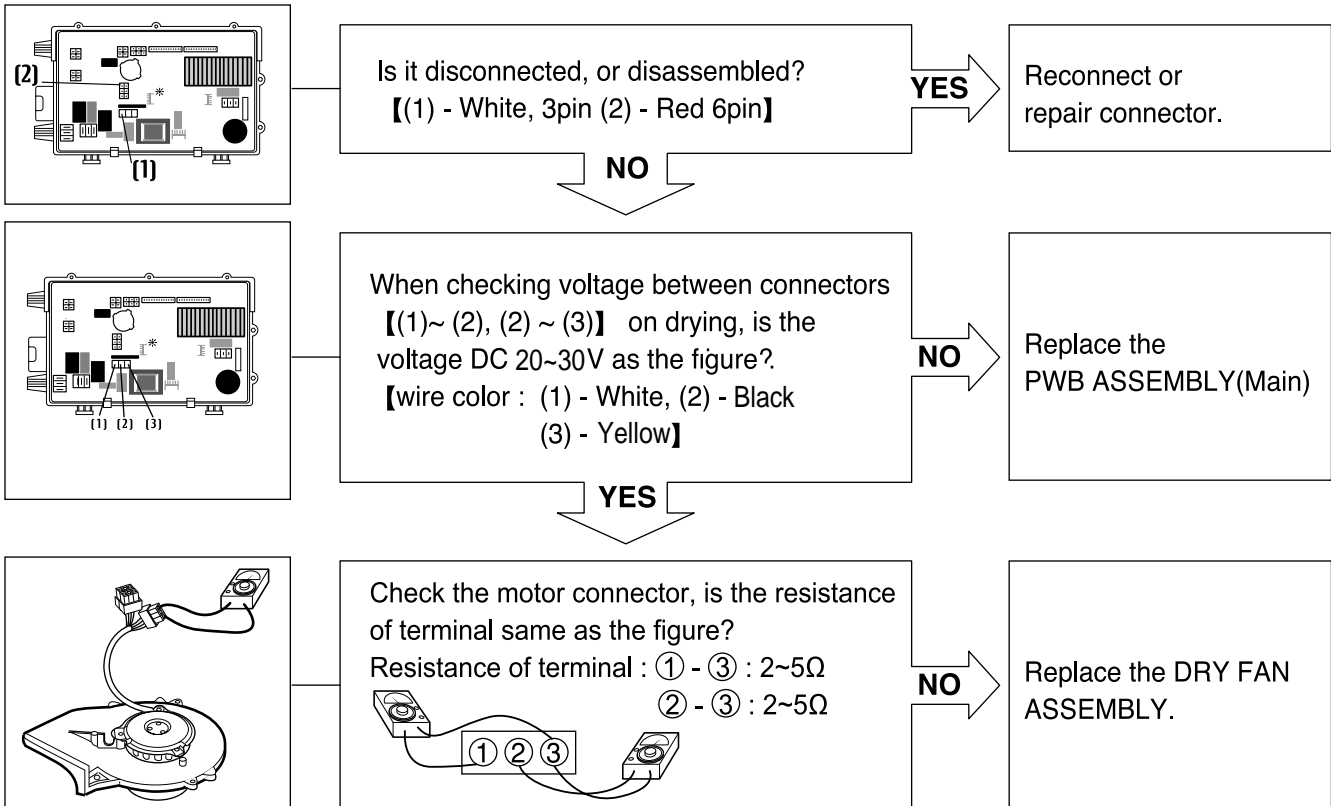 (2)
(1)
Is it disconnected, or disassembled?
【(1) - White, 3pin (2) - Red 6pin】
YES
Reconnect or
repair connector.
NO
(1) (2) (3)
When checking voltage between connectors
【(1)~ (2), (2) ~ (3)】 on drying, is the
voltage DC 20~30V as the figure?.
【wire color : (1) - White, (2) - Black
(3) - Yellow】
NO
Replace the
PWB ASSEMBLY(Main)
YES
Check the motor connector, is the resistance
of terminal same as the figure?
Resistance of terminal : ① - ③ : 2~5Ω
② - ③ : 2~5Ω
① ② ③
NO
Replace the DRY FAN
ASSEMBLY.